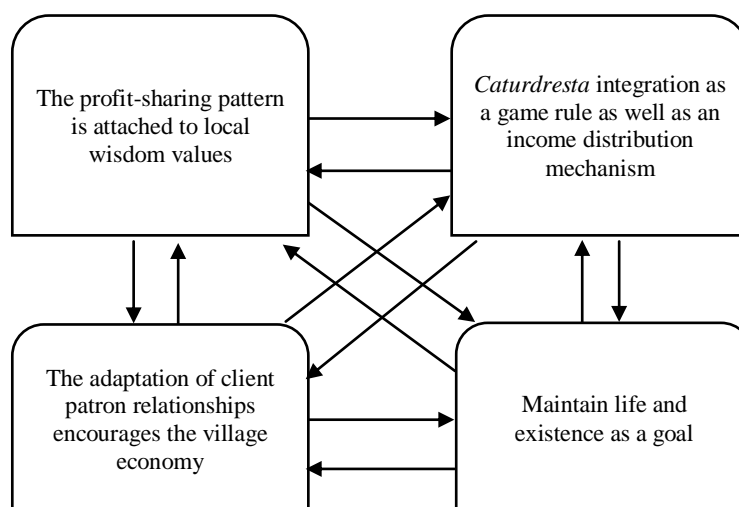 The profit-sharing pattern
is attached to local
wisdom values
Caturdresta integration as
a game rule as well as an
income distribution
mechanism
The adaptation of client
patron relationships
encourages the village
economy
Maintain life and
existence as a goal